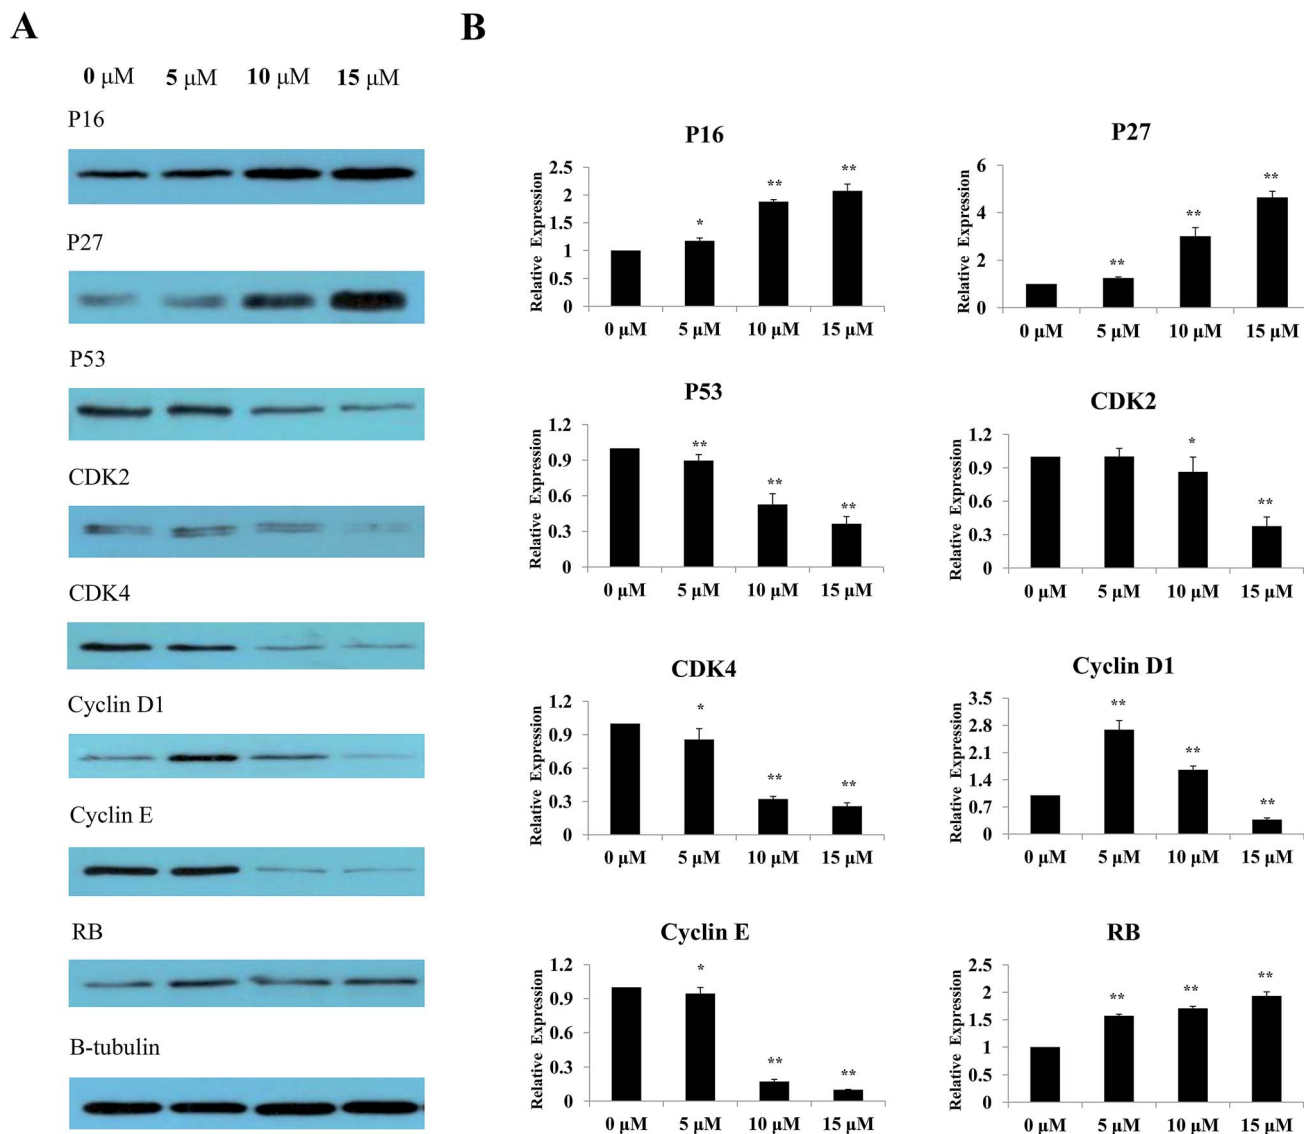 A
0 μM 5 μM 10 μM 15 μM
P16
P27
P53
CDK2
CDK4
Cyclin D1
Cyclin E
RB
B-tubulin
B
P16
Relative Expression
2.5
2
1.5
1
0.5
0
*
**
**
0 μM 5 μM 10 μM 15 μM
P27
Relative Expression
6
4
2
0
**
**
**
0 μM 5 μM 10 μM 15 μM
P53
Relative Expression
1.2
0.9
0.6
0.3
0
**
**
**
0 μM 5 μM 10 μM 15 μM
CDK2
Relative Expression
1.2
0.9
0.6
0.3
0
*
**
0 μM 5 μM 10 μM 15 μM
CDK4
Relative Expression
1.2
0.9
0.6
0.3
0
*
**
**
0 μM 5 μM 10 μM 15 μM
Cyclin D1
Relative Expression
3.5
2.8
2.1
1.4
0.7
0
**
**
**
0 μM 5 μM 10 μM 15 μM
Cyclin E
Relative Expression
1.2
0.9
0.6
0.3
0
*
**
**
0 μM 5 μM 10 μM 15 μM
RB
Relative Expression
2.5
2
1.5
1
0.5
0
**
**
**
0 μM 5 μM 10 μM 15 μM